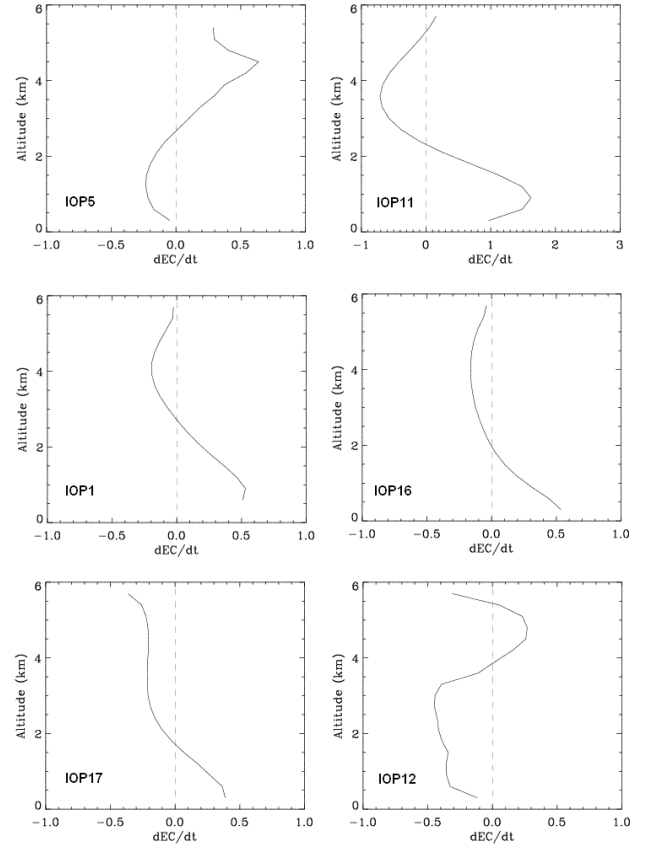 6 6
4 4
Altitude (km) Altitude (km)
2 2
IOP5 IOP11
0 0
−1.0 −0.5 0.0 0.5 1.0 −1 0 1 2 3
dEC/dt dEC/dt
6 6
4 4
Altitude (km) Altitude (km)
2 2
IOP1 IOP16
0 0
−1.0 −0.5 0.0 0.5 1.0 −1.0 −0.5 0.0 0.5 1.0
dEC/dt dEC/dt
6 6
4 4
Altitude (km) Altitude (km)
2 2
IOP17 IOP12
0 0
−1.0 −0.5 0.0 0.5 1.0 −1.0 −0.5 0.0 0.5 1.0
dEC/dt dEC/dt